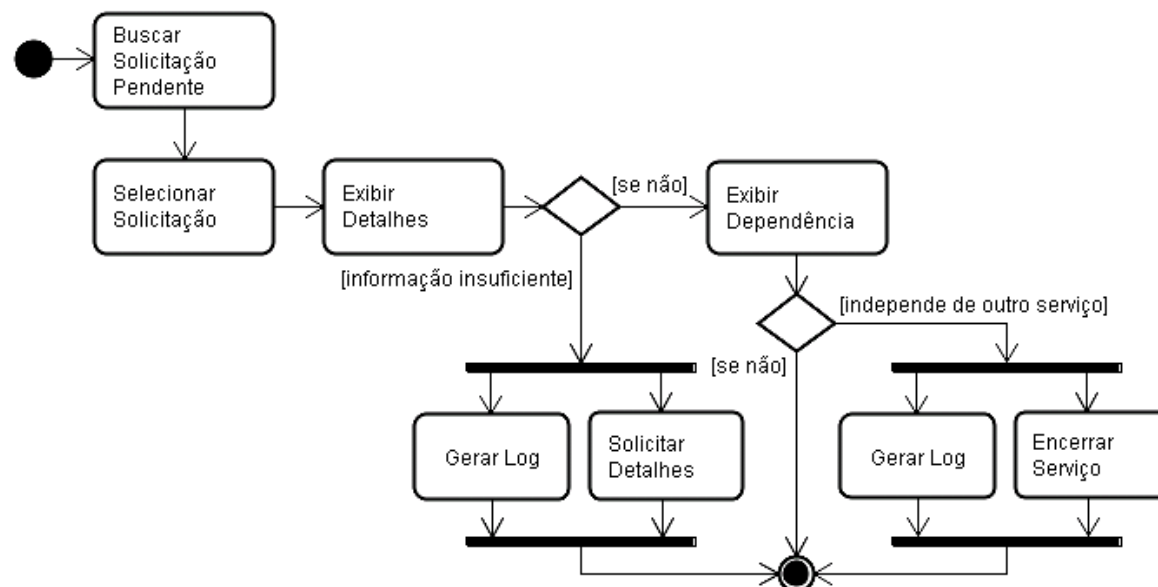 Buscar
Solicitação
Pendente
Selecionar
Solicitação
Exibir
Detalhes
[se não]
Exibir
Dependência
[informação insuficiente]
[independe de outro serviço]
[se não]
Gerar Log
Solicitar
Detalhes
Gerar Log
Encerrar
Serviço